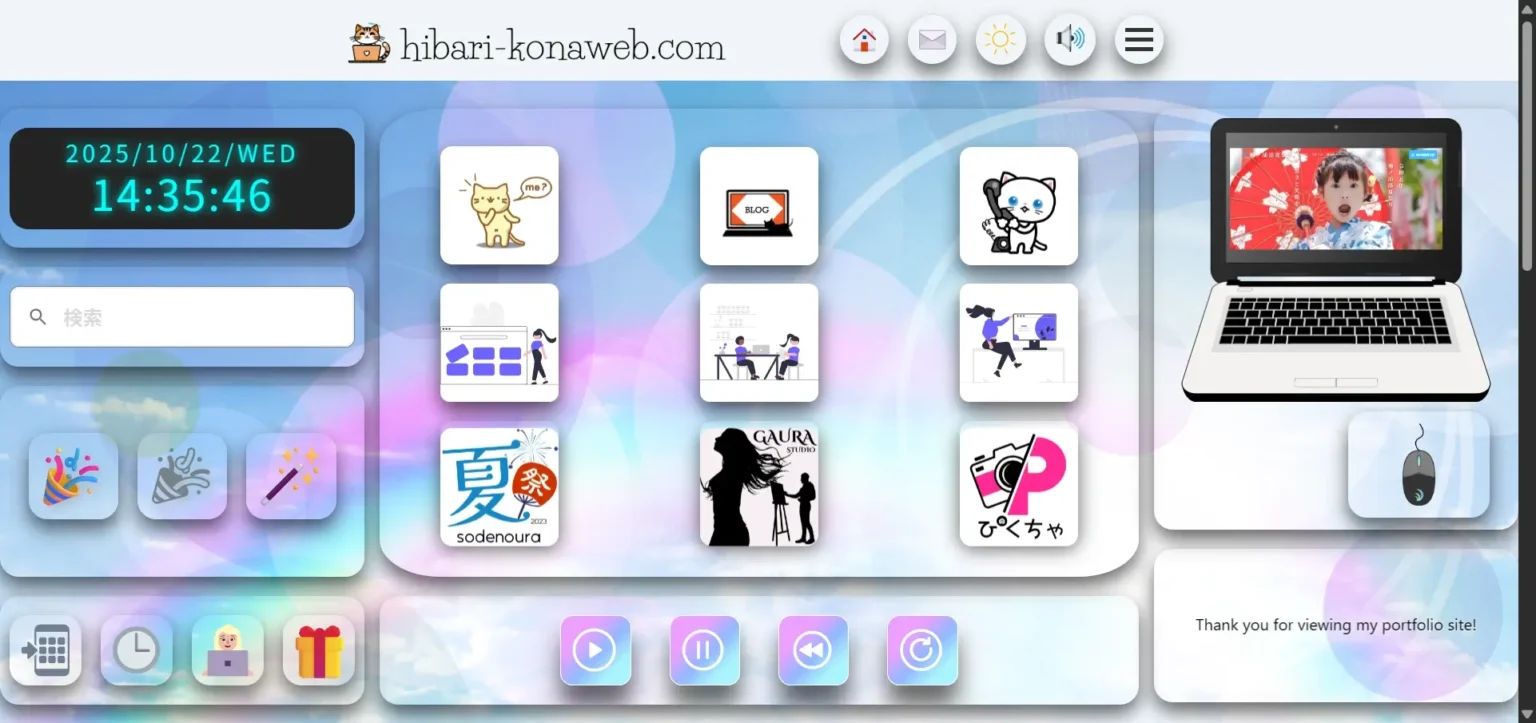 hibari-konaweb.com
2025/10/22/WED
14:35:46
検索
me?
BLOG
夏
祭
2023
sodenoura
GAURA
STUDIO
P
ぴくちゃ
Thank you for viewing my portfolio site!